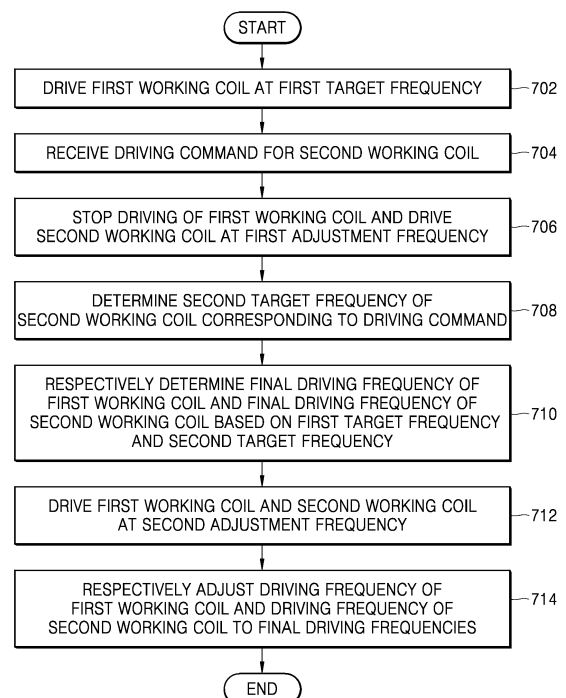 START
DRIVE FIRST WORKING COIL AT FIRST TARGET FREQUENCY
702
RECEIVE DRIVING COMMAND FOR SECOND WORKING COIL
704
STOP DRIVING OF FIRST WORKING COIL AND DRIVE
SECOND WORKING COIL AT FIRST ADJUSTMENT FREQUENCY
706
DETERMINE SECOND TARGET FREQUENCY OF
SECOND WORKING COIL CORRESPONDING TO DRIVING COMMAND
708
RESPECTIVELY DETERMINE FINAL DRIVING FREQUENCY OF
FIRST WORKING COIL AND FINAL DRIVING FREQUENCY OF
SECOND WORKING COIL BASED ON FIRST TARGET FREQUENCY
AND SECOND TARGET FREQUENCY
710
DRIVE FIRST WORKING COIL AND SECOND WORKING COIL
AT SECOND ADJUSTMENT FREQUENCY
712
RESPECTIVELY ADJUST DRIVING FREQUENCY OF
FIRST WORKING COIL AND DRIVING FREQUENCY OF
SECOND WORKING COIL TO FINAL DRIVING FREQUENCIES
714
END